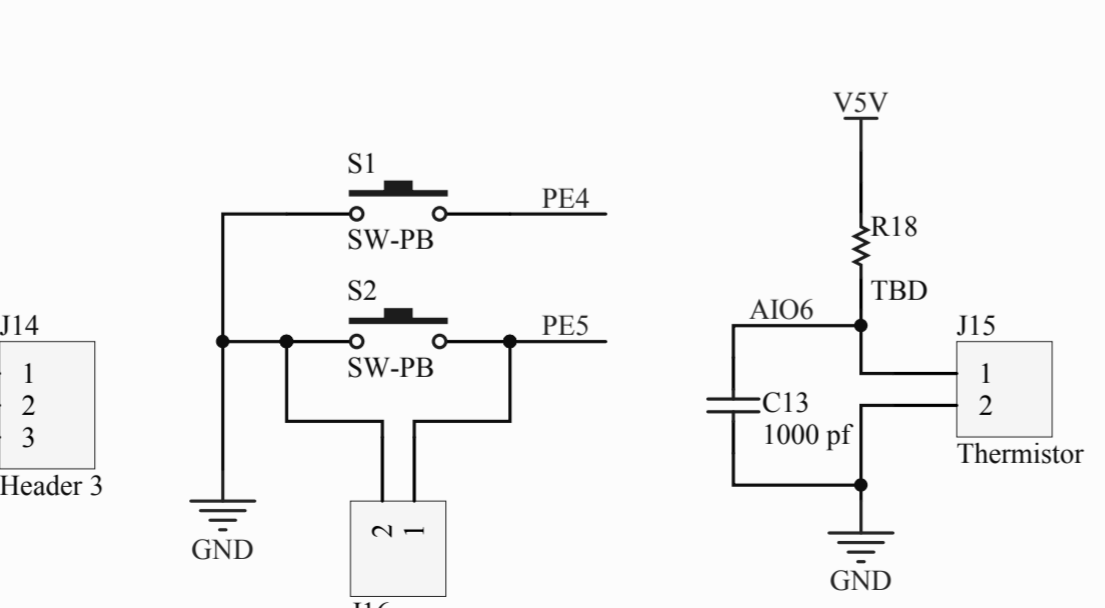 V5V
S1
PE4
SW-PB
R18
S2
TBD
AIO6
PE5
J14
J15
SW-PB
1
2
3
1
2
C13
1000 pf
Thermistor
Header 3
2
1
GND
GND
J16